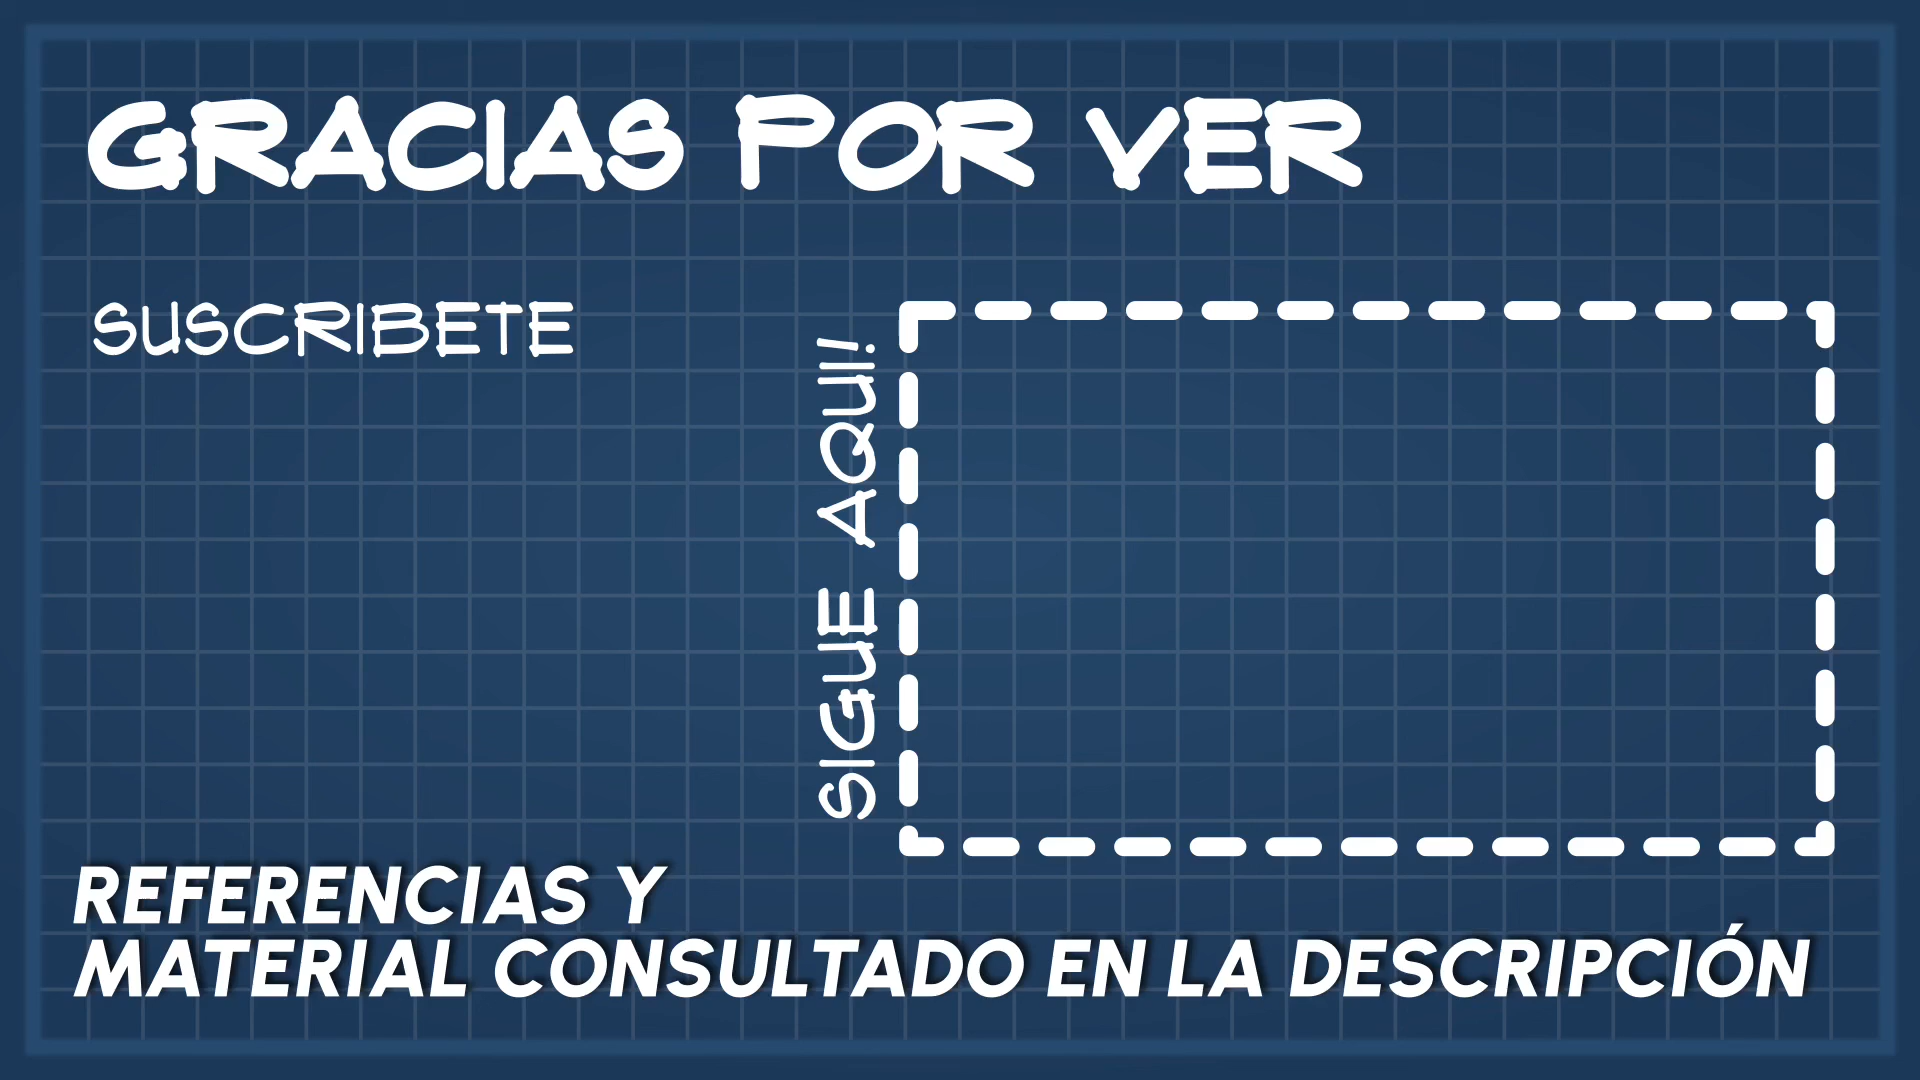 GRACIAS POR VER
SUSCRIBETE
SIGUE AQUI!
REFERENCIAS Y
MATERIAL CONSULTADO EN LA DESCRIPCIÓN